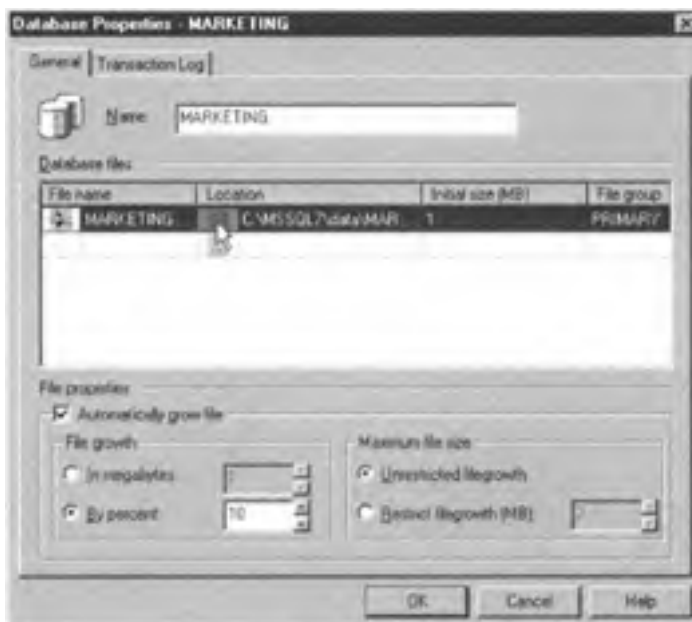 Database Properties - MARKETING
General Transaction Log
Name MARKETING
Database files
File name Location Initial size (MB) File group
MARKETING C:\MSSQL7\data\MAR 1 PRIMARY
File properties
Automatically grow file
File growth
In megabytes
By percent 10
Maximum file size
Unrestricted filegrowth
Restrict filegrowth (MB)
OK Cancel Help